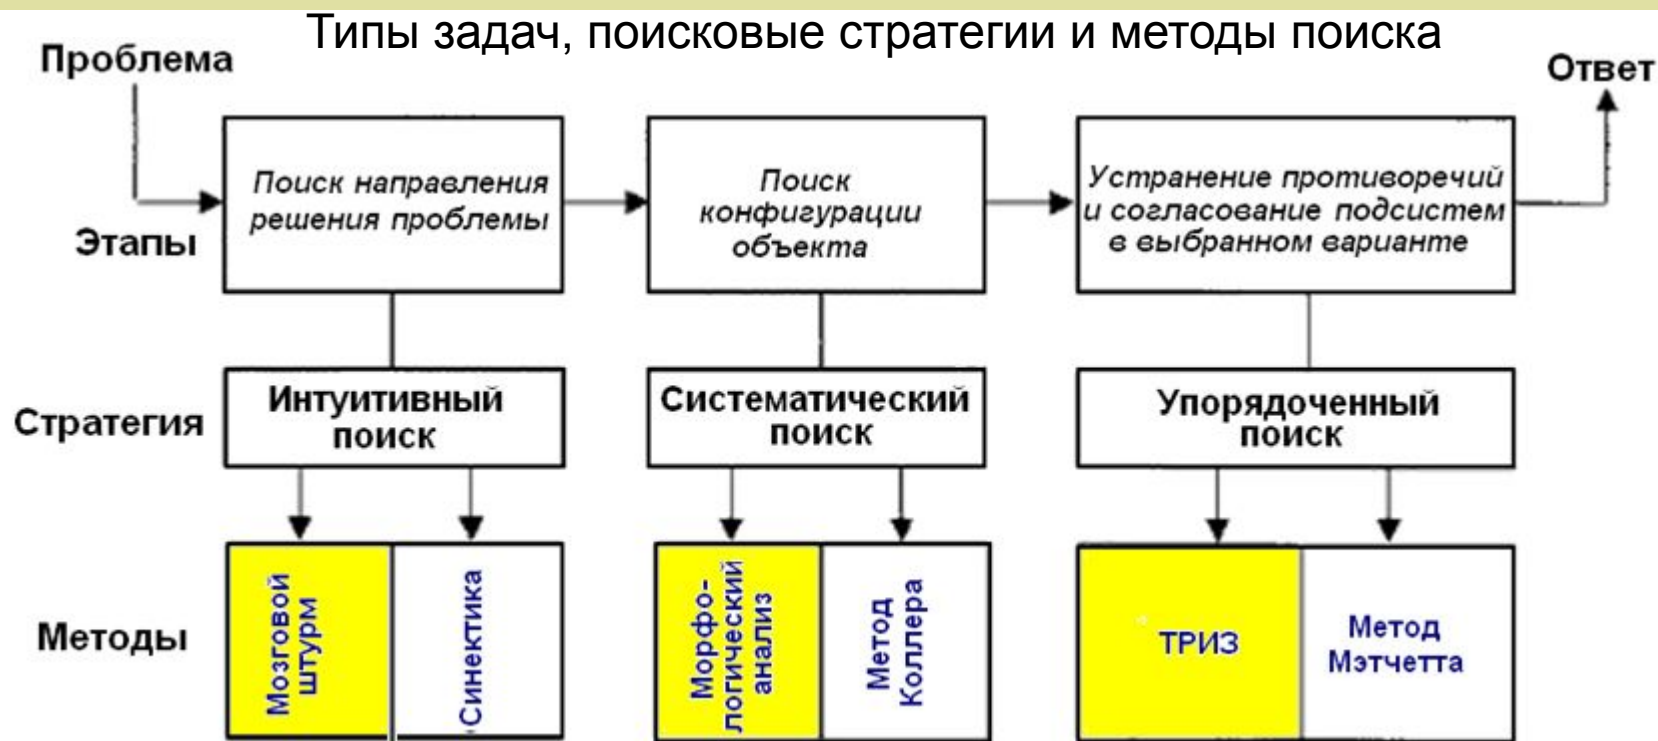 Типы задач, поисковые стратегии и методы поиска
Проблема
Ответ
Этапы
Поиск направления
решения проблемы
Поиск
конфигурации
объекта
Устранение противоречий
и согласование подсистем
в выбранном варианте
Стратегия
Интуитивный
поиск
Систематический
поиск
Упорядоченный
поиск
Методы
Мозговой
штурм
Синектика
Морфо-
логический
анализ
Метод
Коллера
ТРИЗ
Метод
Мэтчетта